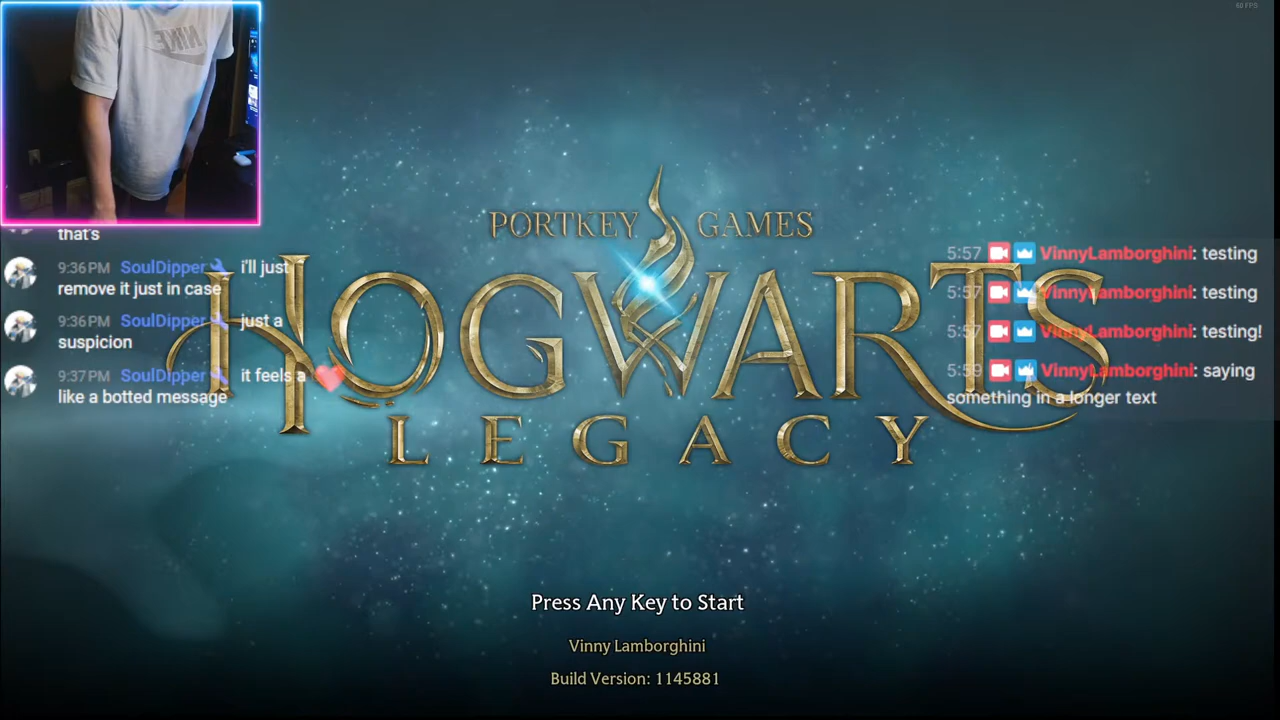 60 FPS
NIKE
that's
9:36 PM SoulDipper i'll just
remove it just in case
9:36 PM SoulDipper just a
suspicion
9:37 PM SoulDipper it feels a
like a botted message
PORTKEY GAMES
HOGWARTS
LEGACY
5:57 VinnyLamborghini: testing
5:57 VinnyLamborghini: testing
5:57 VinnyLamborghini: testing!
5:59 VinnyLamborghini: saying
something in a longer text
Press Any Key to Start
Vinny Lamborghini
Build Version: 1145881